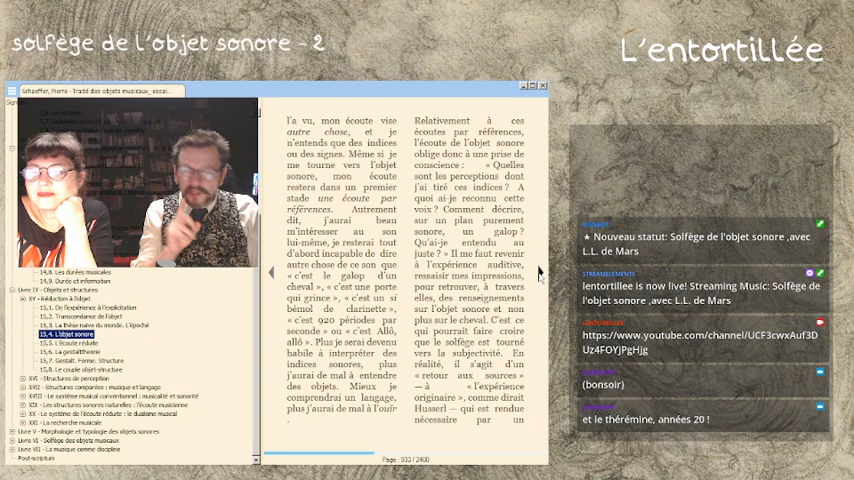 solfège de l'objet sonore - 2
L'entortillée
Schaeffer, Pierre - Traité des objets musicaux_ essai...
14,8. Les durées musicales
14,9. Durée et information
Livre IV - Objets et structures
XV - Réduction à l'objet
15,1. De l'expérience à l'explicitation
15,2. Transcendance de l'objet
15,3. La thèse naïve du monde. L'époché
15,4. L'objet sonore
15,5. L'écoute réduite
15,6. La gestalttheorie
15,7. Gestalt. Forme, Structure
15,8. Le couple objet-structure
XVI - Structures de perception
XVII - Structures comparées : musique et langage
XVIII - Le système musical conventionnel : musicalité et sonorité
XIX - Les structures sonores naturelles : l'écoute musicienne
XX - Le système de l'écoute réduite : le dualisme musical
XXI - La recherche musicale
Livre V - Morphologie et typologie des objets sonores
Livre VI - Solfège des objets musicaux
Livre VII - La musique comme discipline
Post-scriptum
l'a vu, mon écoute vise
autre chose, et je
n'entends que des indices
ou des signes. Même si je
me tourne vers l'objet
sonore, mon écoute
restera dans un premier
stade une écoute par
références. Autrement
dit, j'aurai beau
m'intéresser au son
lui-même, je resterai tout
d'abord incapable de dire
autre chose de ce son que
« c'est le galop d'un
cheval », « c'est une porte
qui grince », « c'est un si
bémol de clarinette »,
« c'est 920 périodes par
seconde » ou « c'est Allô,
allô ». Plus je serai devenu
habile à interpréter des
indices sonores, plus
j'aurai de mal à entendre
des objets. Mieux je
comprendrai un langage,
plus j'aurai de mal à l'ouïr
.
Relativement à ces
écoutes par références,
l'écoute de l'objet sonore
oblige donc à une prise de
conscience : « Quelles
sont les perceptions dont
j'ai tiré ces indices ? A
quoi ai-je reconnu cette
voix ? Comment décrire,
sur un plan purement
sonore, un galop ?
Qu'ai-je entendu au
juste ? » Il me faut revenir
à l'expérience auditive,
ressaisir mes impressions,
pour retrouver, à travers
elles, des renseignements
sur l'objet sonore et non
plus sur le cheval. C'est ce
qui pourrait faire croire
que le solfège est tourné
vers la subjectivité. En
réalité, il s'agit d'un
« retour aux sources »
— à « l'expérience
originaire », comme dirait
Husserl — qui est rendue
nécessaire par un
Page : 933 / 2400
★ Nouveau statut: Solfège de l'objet sonore ,avec
L.L. de Mars
STREAMELEMENTS
lentortillee is now live! Streaming Music: Solfège de
l'objet sonore ,avec L.L. de Mars
LENTORTILLEE
https://www.youtube.com/channel/UCF3cwxAuf3D
Uz4FOYJPgHjg
(bonsoir)
et le thérémine, années 20 !